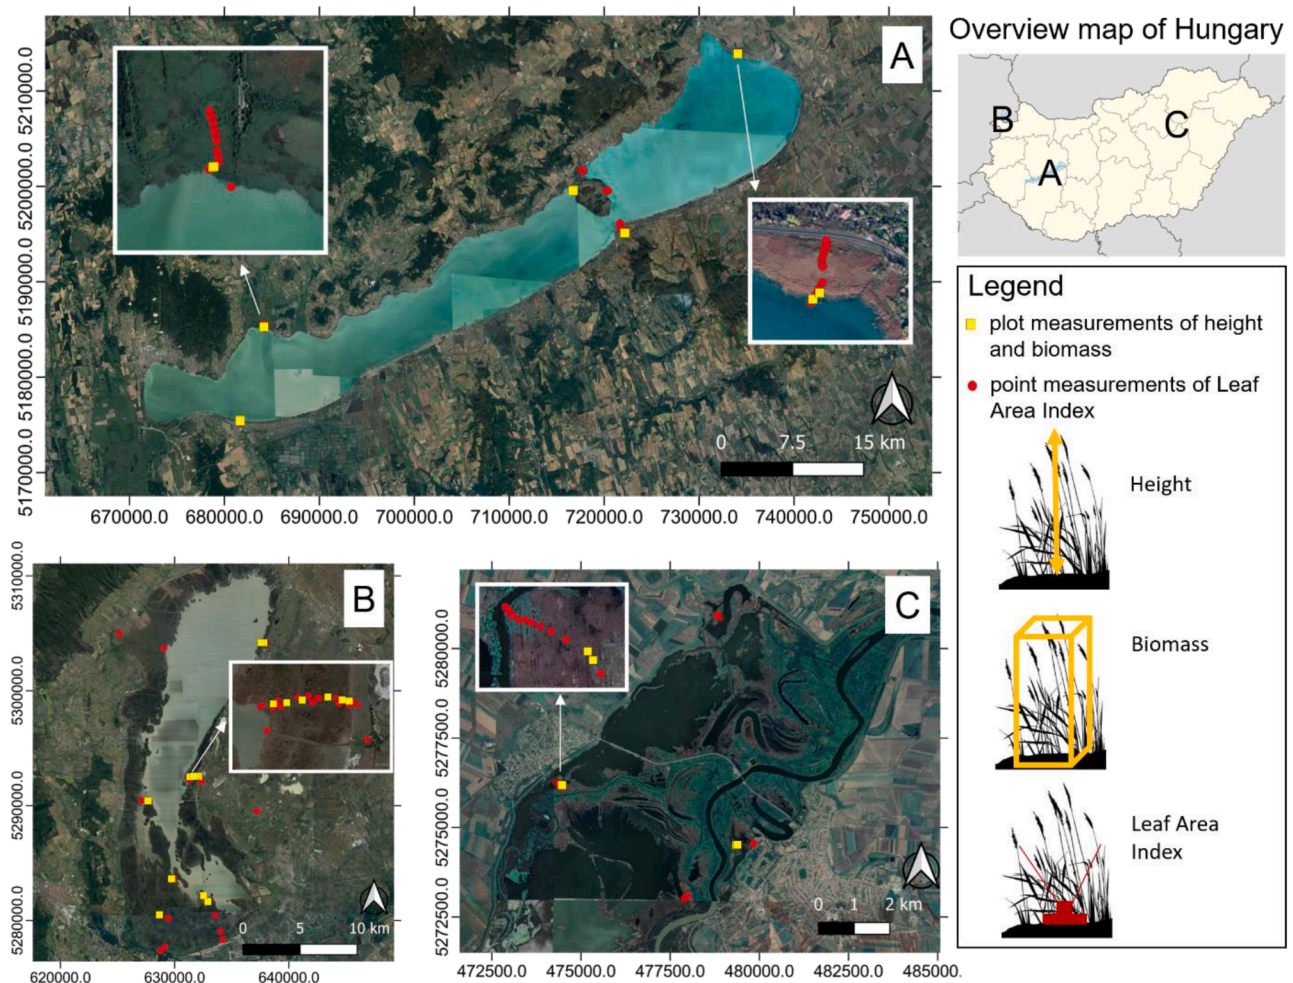 A
5210000.0
5200000.0
5190000.0
5180000.0
5170000.0
0 7.5 15 km
670000.0 680000.0 690000.0 700000.0 710000.0 720000.0 730000.0 740000.0 750000.0
Overview map of Hungary
B
C
A
Legend
plot measurements of height
and biomass
point measurements of Leaf
Area Index
Height
Biomass
Leaf Area
Index
B
5310000.0
5300000.0
5290000.0
5280000.0
0 5 10 km
620000.0 630000.0 640000.0
C
5280000.0
5277500.0
5275000.0
5272500.0
0 1 2 km
472500.0 475000.0 477500.0 480000.0 482500.0 485000.